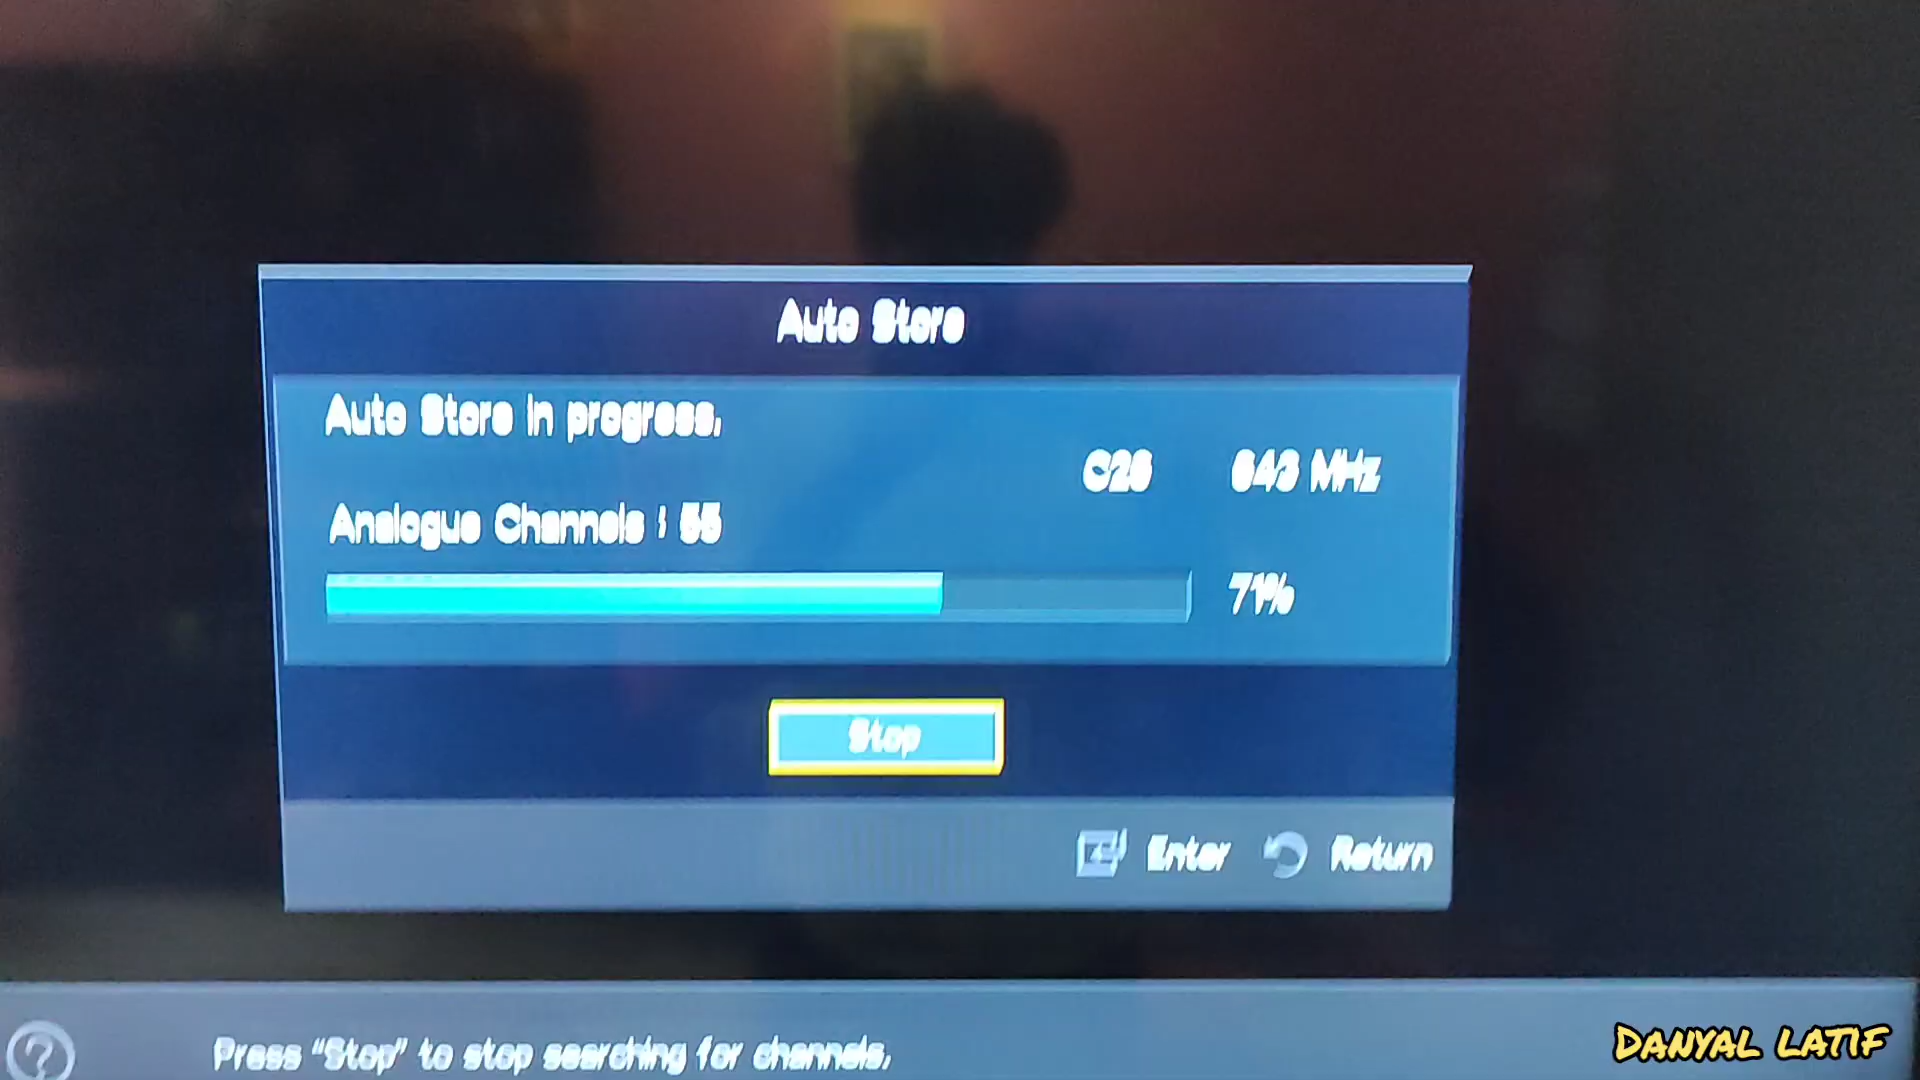 Auto Store
Auto Store in progress.
643 MHz
Analogue Channels : 55
71%
Stop
Enter
Return
Press "Stop" to stop searching for channels.
DANYAL LATIF